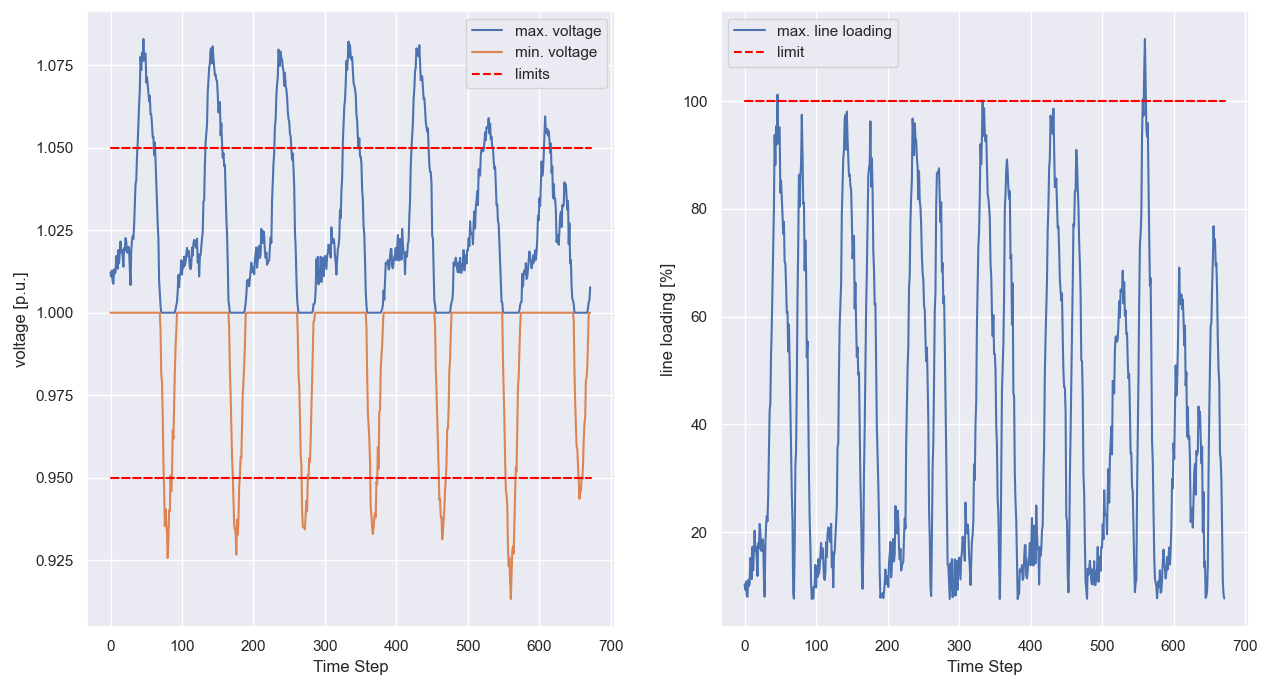 max. voltage
min. voltage
limits
1.075
1.050
1.025
1.000
0.975
0.950
0.925
voltage [p.u.]
0 100 200 300 400 500 600 700
Time Step
max. line loading
limit
100
80
60
40
20
line loading [%]
0 100 200 300 400 500 600 700
Time Step